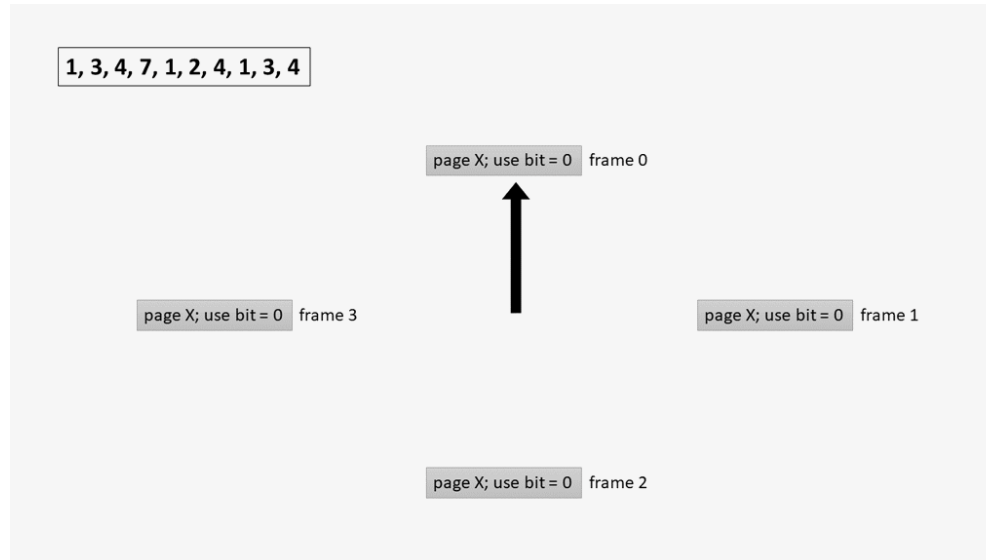 1, 3, 4, 7, 1, 2, 4, 1, 3, 4
page X; use bit = 0 frame 0
page X; use bit = 0 frame 3
page X; use bit = 0 frame 1
page X; use bit = 0 frame 2